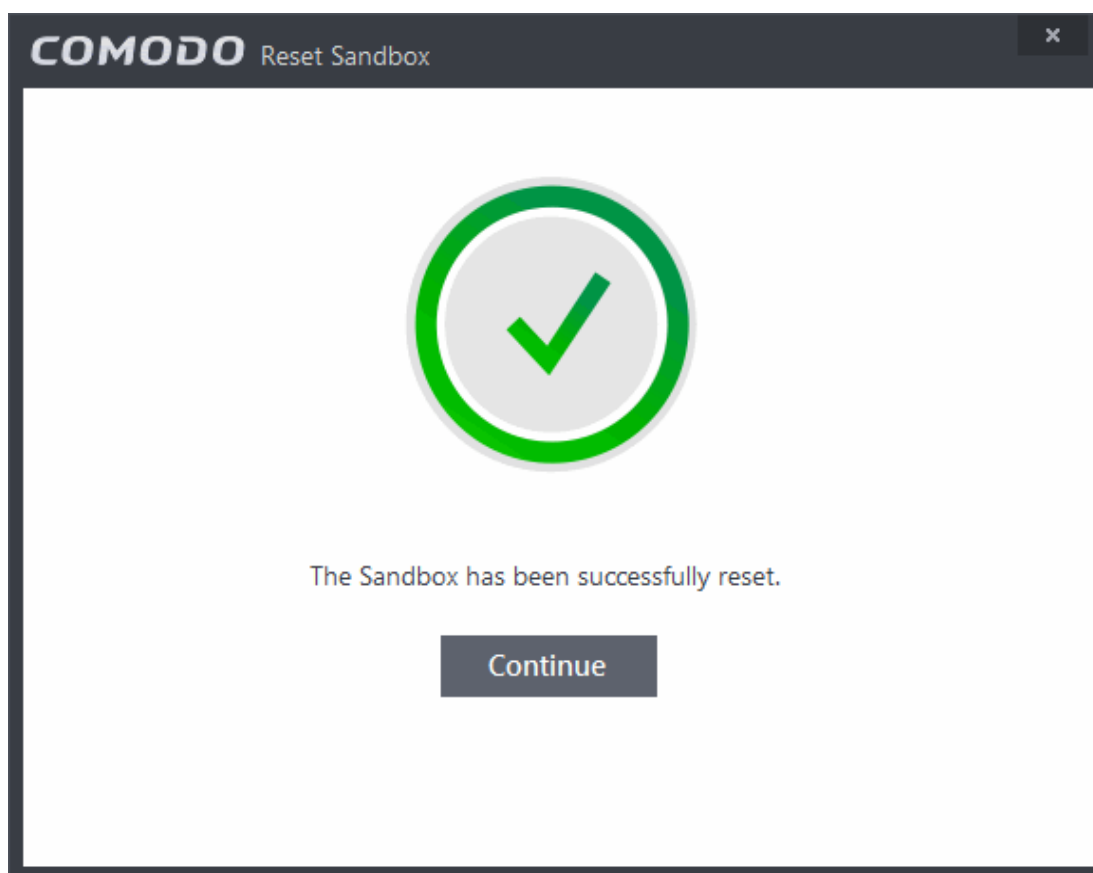 COMODO Reset Sandbox
The Sandbox has been successfully reset.
Continue